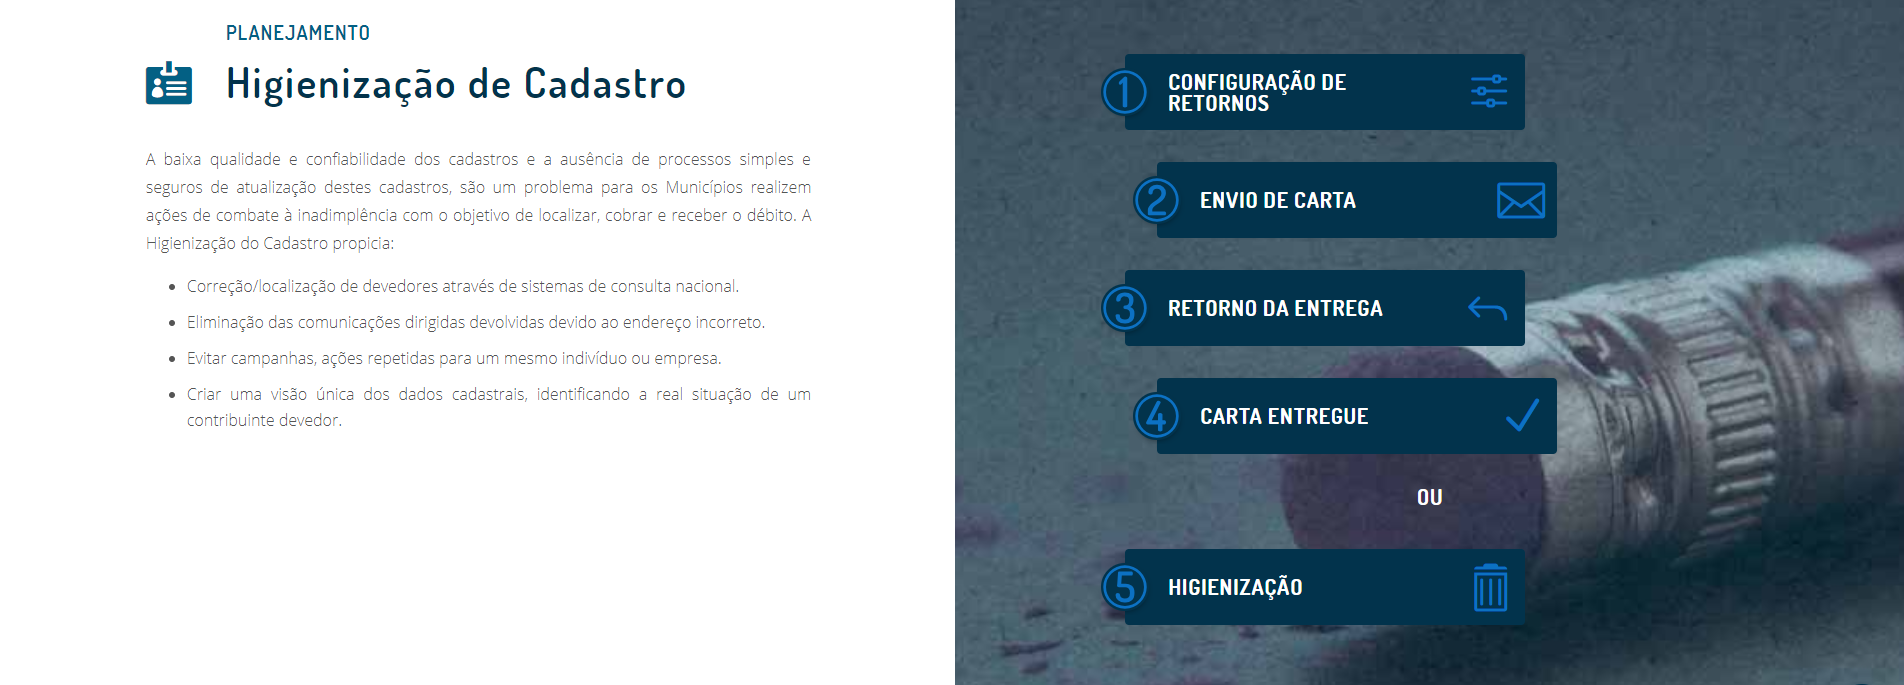 PLANEJAMENTO
Higienização de Cadastro
A baixa qualidade e confiabilidade dos cadastros e a ausência de processos simples e
seguros de atualização destes cadastros, são um problema para os Municípios realizem
ações de combate à inadimplência com o objetivo de localizar, cobrar e receber o débito. A
Higienização do Cadastro propicia:
• Correção/localização de devedores através de sistemas de consulta nacional.
• Eliminação das comunicações dirigidas devolvidas devido ao endereço incorreto.
• Evitar campanhas, ações repetidas para um mesmo indivíduo ou empresa.
• Criar uma visão única dos dados cadastrais, identificando a real situação de um
contribuinte devedor.
1 CONFIGURAÇÃO DE
RETORNOS
2 ENVIO DE CARTA
3 RETORNO DA ENTREGA
4 CARTA ENTREGUE
OU
5 HIGIENIZAÇÃO